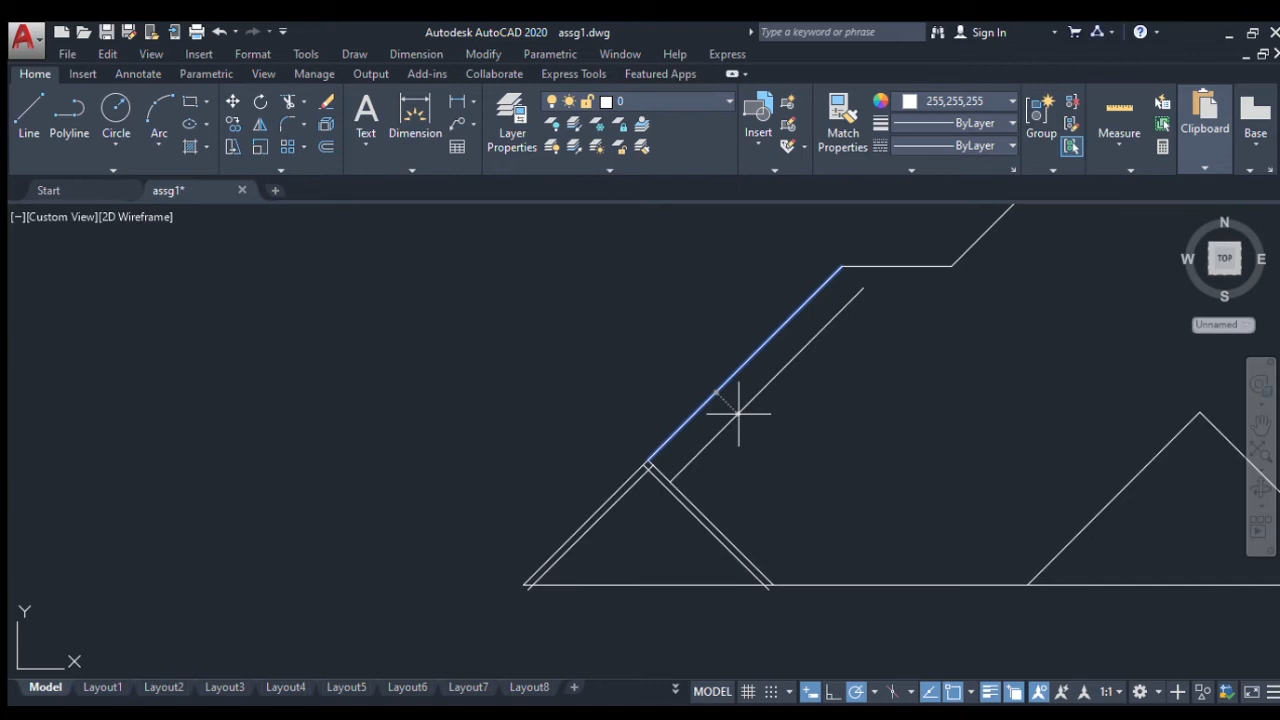 Autodesk AutoCAD 2020 assg1.dwg
Type a keyword or phrase
Sign In
File Edit View Insert Format Tools Draw Dimension Modify Parametric Window Help Express
Home Insert Annotate Parametric View Manage Output Add-ins Collaborate Express Tools Featured Apps
0
255,255,255
ByLayer
ByLayer
Line Polyline Circle Arc Text Dimension Layer Properties Insert Match Properties Group Measure Clipboard Base
Start assg1*
[−][Custom View][2D Wireframe]
N
W TOP E
S
Unnamed
Y
X
Model Layout1 Layout2 Layout3 Layout4 Layout5 Layout6 Layout7 Layout8
MODEL
1:1